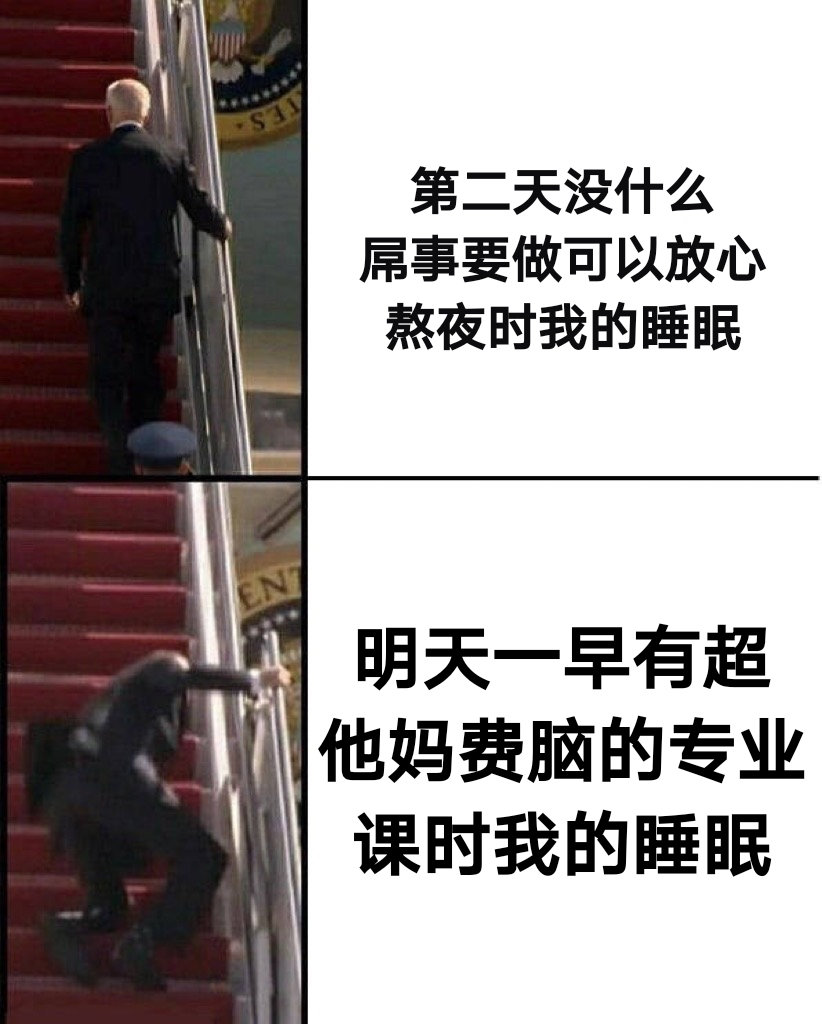 第二天没什么
屌事要做可以放心
熬夜时我的睡眠
明天一早有超
他妈费脑的专业
课时我的睡眠
ENT